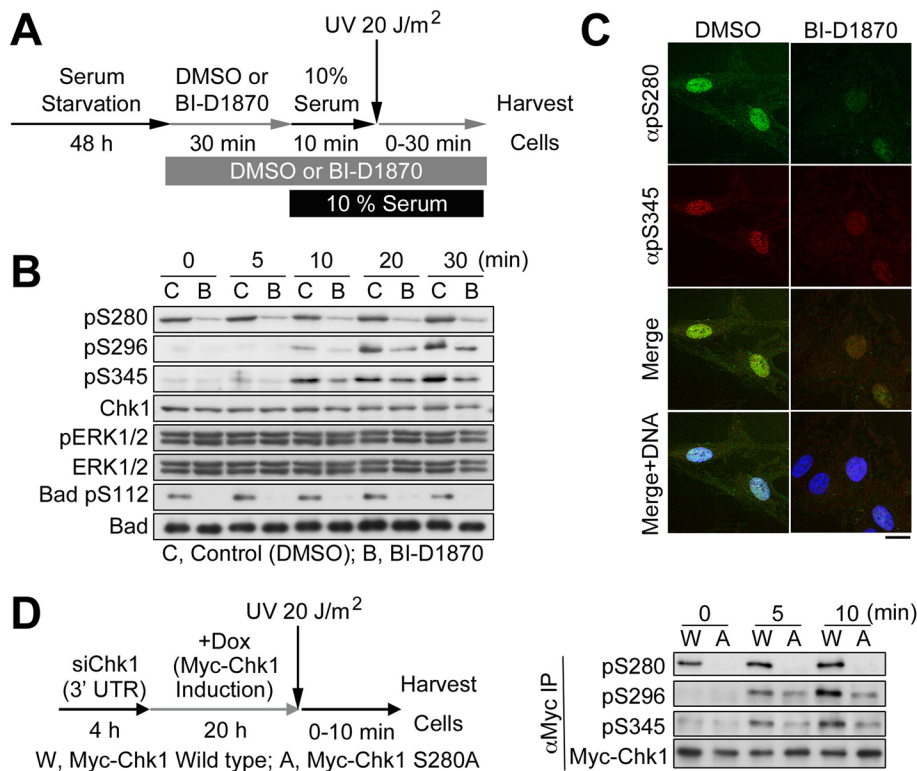 A
UV 20 J/m2
Serum Starvation
DMSO or BI-D1870
10% Serum
Harvest Cells
48 h
30 min
10 min
0-30 min
DMSO or BI-D1870
10 % Serum
B
0 5 10 20 30 (min)
C B C B C B C B C B
pS280
pS296
pS345
Chk1
pERK1/2
ERK1/2
Bad pS112
Bad
C, Control (DMSO); B, BI-D1870
C
DMSO BI-D1870
αpS280
αpS345
Merge
Merge+DNA
D
UV 20 J/m2
siChk1 (3' UTR)
+Dox (Myc-Chk1 Induction)
Harvest Cells
4 h
20 h
0-10 min
W, Myc-Chk1 Wild type; A, Myc-Chk1 S280A
0 5 10 (min)
W A W A W A
αMyc IP
pS280
pS296
pS345
Myc-Chk1